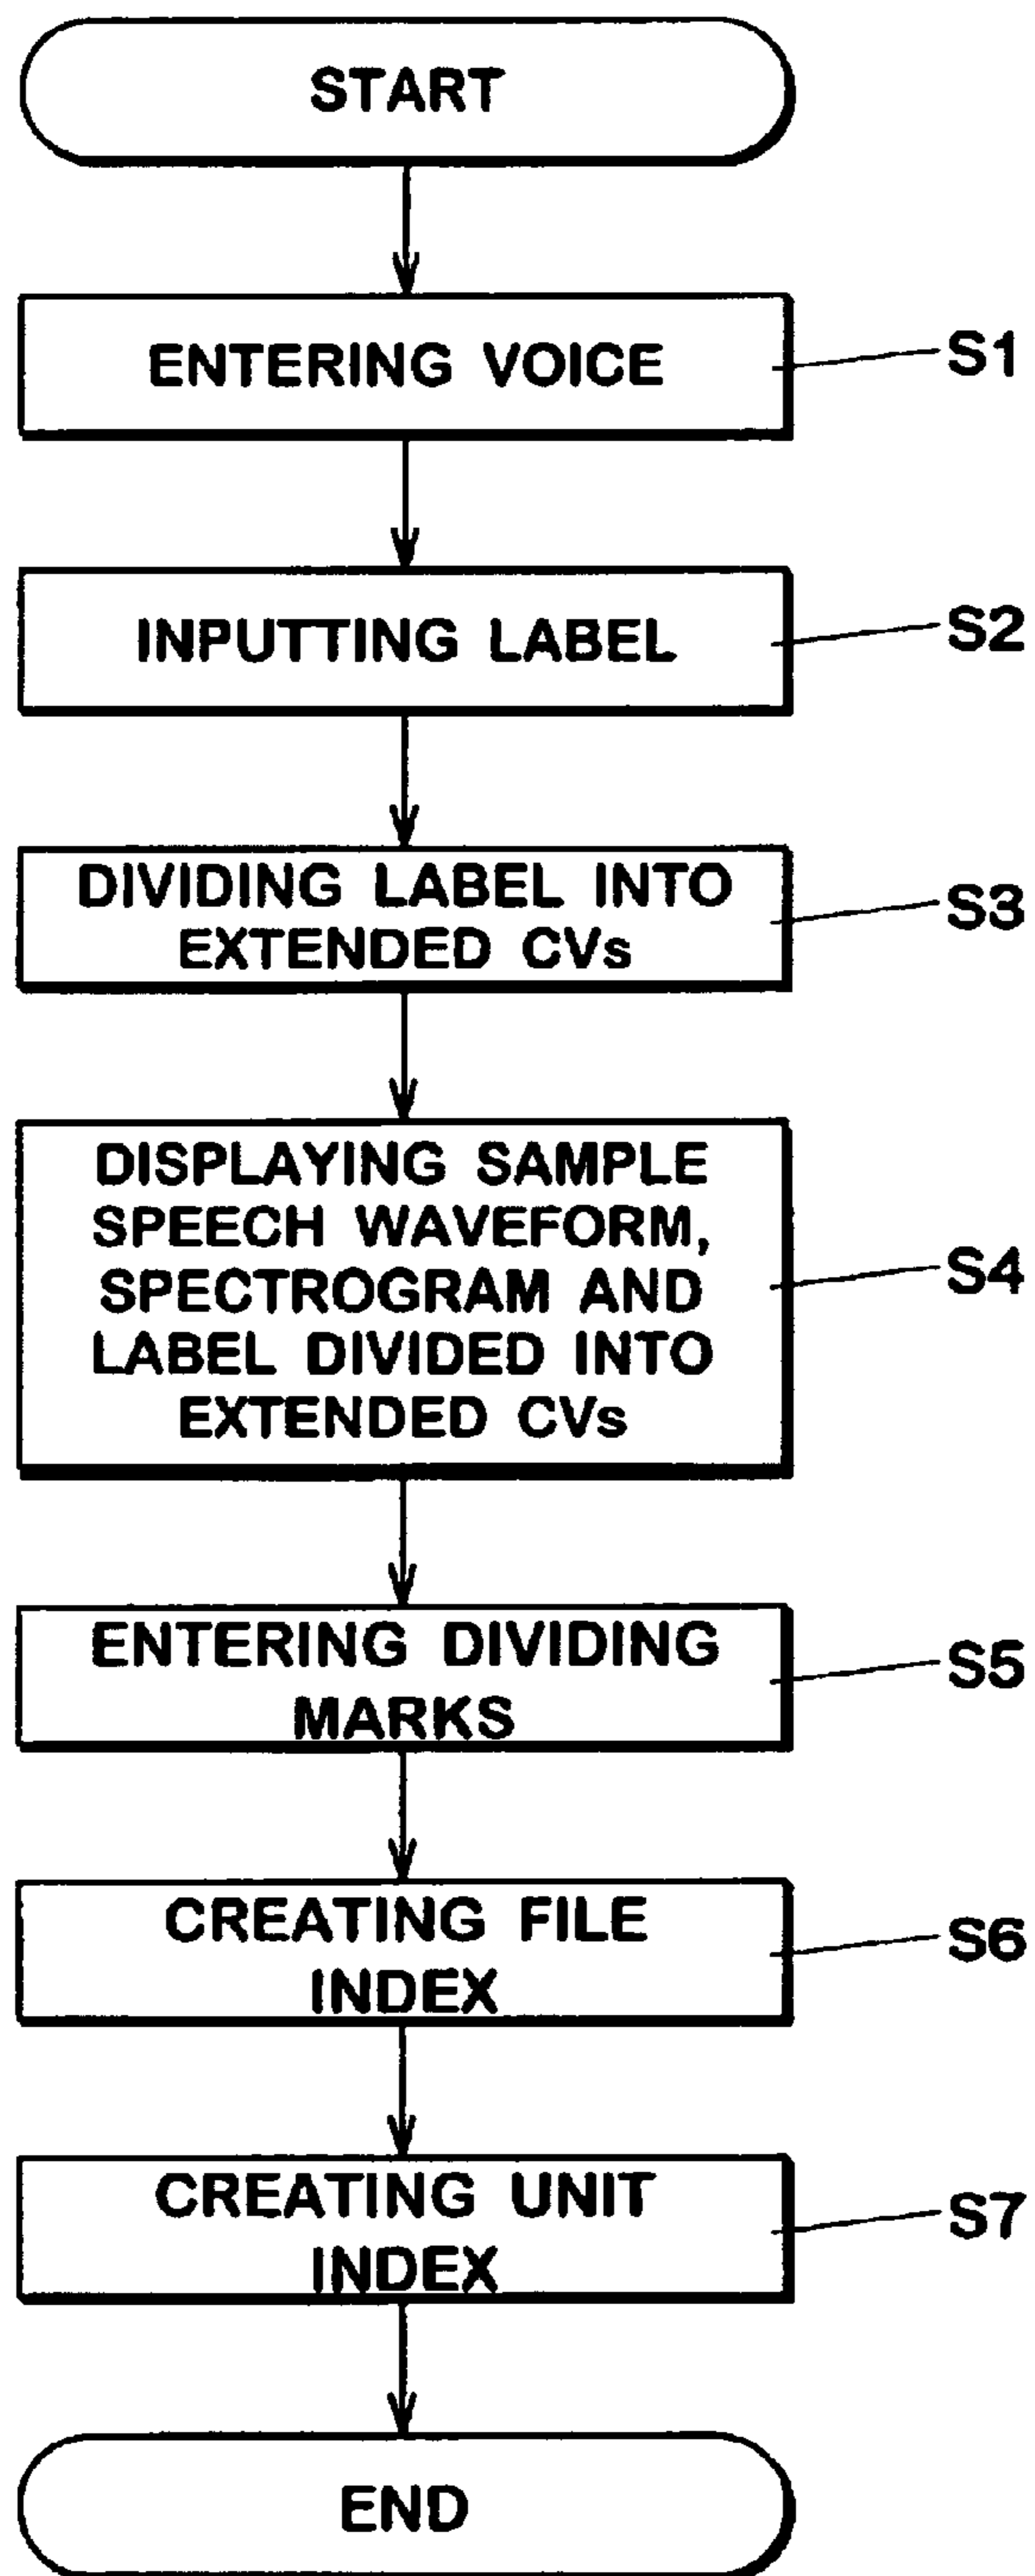 START
ENTERING VOICE
S1
INPUTTING LABEL
S2
DIVIDING LABEL INTO
EXTENDED CVs
S3
DISPLAYING SAMPLE
SPEECH WAVEFORM,
SPECTROGRAM AND
LABEL DIVIDED INTO
EXTENDED CVs
S4
ENTERING DIVIDING
MARKS
S5
CREATING FILE
INDEX
S6
CREATING UNIT
INDEX
S7
END